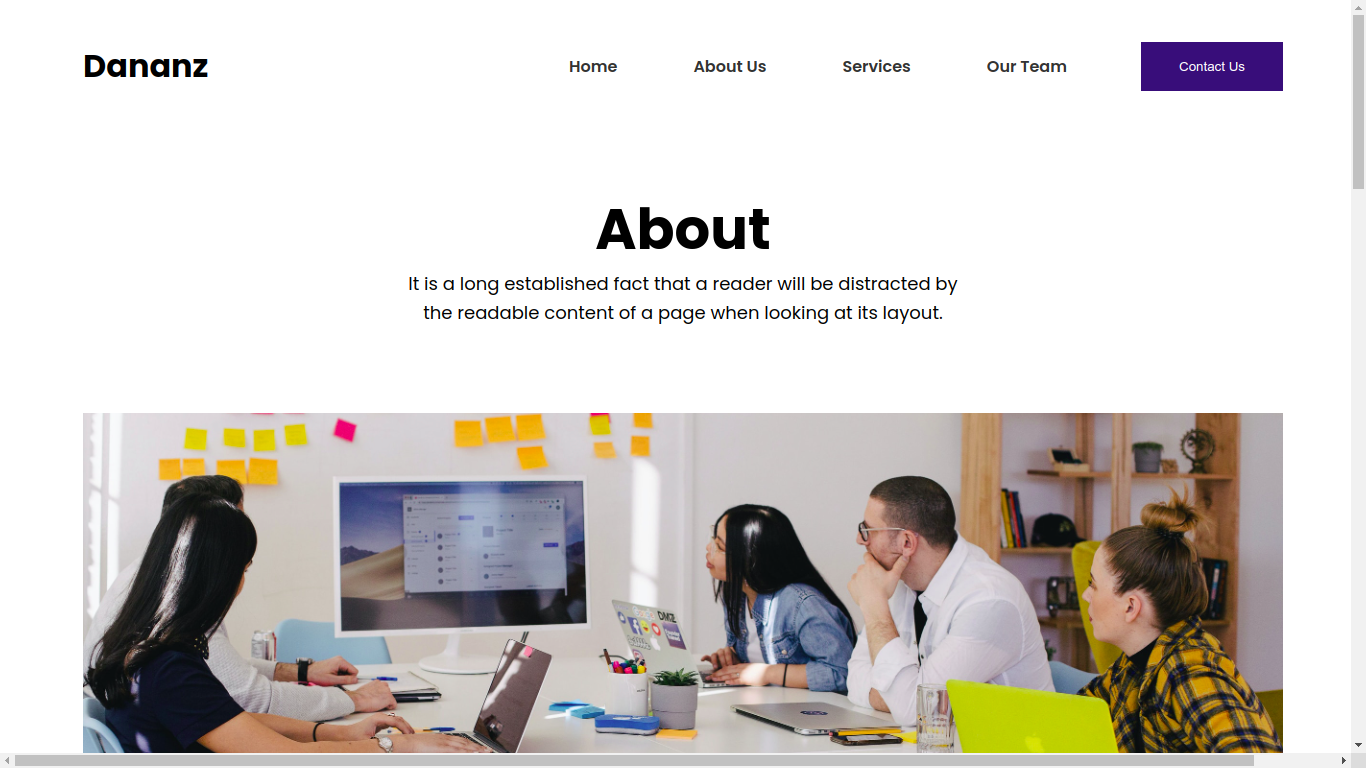 Dananz
Home
About Us
Services
Our Team
Contact Us
About
It is a long established fact that a reader will be distracted by
the readable content of a page when looking at its layout.
DMZ